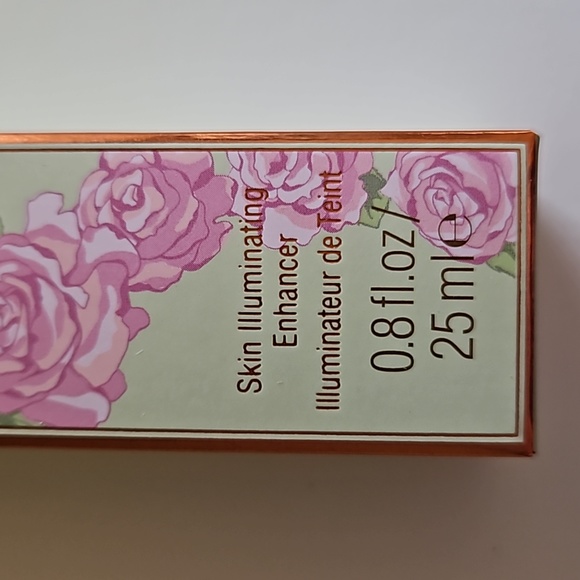 Skin Illuminating
Enhancer
Illuminateur de Teint
0.8 fl.oz /
25 ml ℮